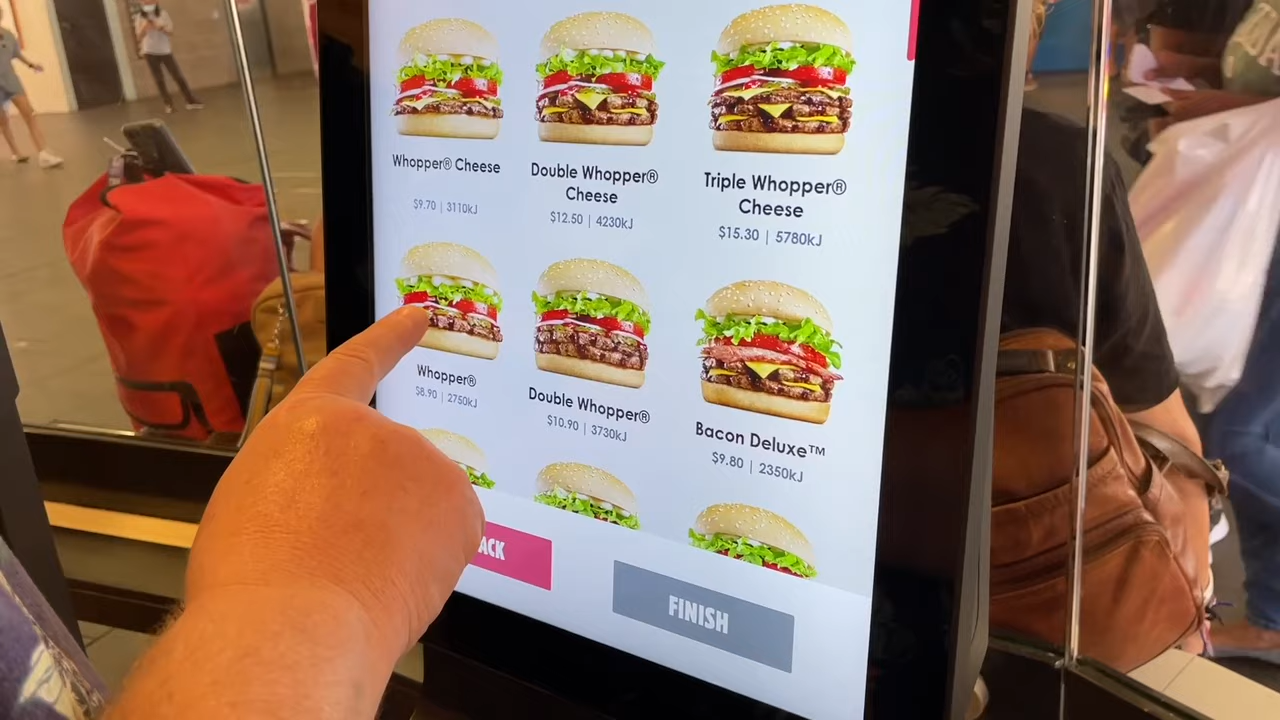 Whopper® Cheese
$9.70 | 3110kJ
Double Whopper®
Cheese
$12.50 | 4230kJ
Triple Whopper®
Cheese
$15.30 | 5780kJ
Whopper®
$8.90 | 2750kJ
Double Whopper®
$10.90 | 3730kJ
Bacon Deluxe™
$9.80 | 2350kJ
ACK
FINISH